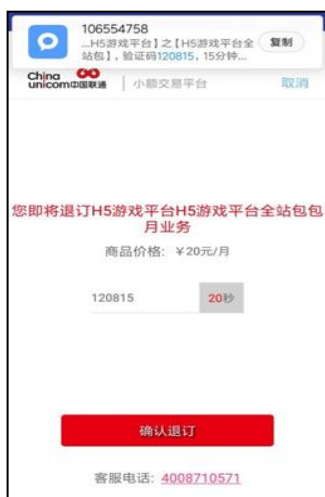 106554758
...H5游戏平台】之【H5游戏平台全
站包】,验证码120815,15分钟...
复制
China
unicom中国联通 | 小额交易平台 取消
您即将退订H5游戏平台H5游戏平台全站包包
月业务
商品价格: ￥20元/月
120815 20秒
确认退订
客服电话: 4008710571